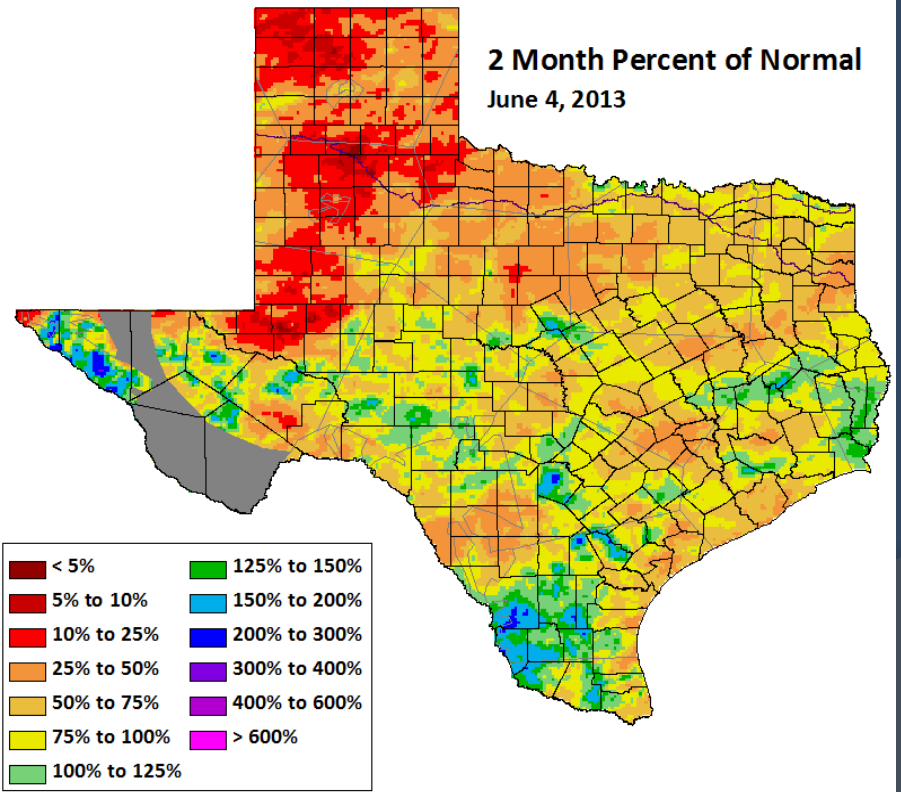 2 Month Percent of Normal
June 4, 2013
< 5%
5% to 10%
10% to 25%
25% to 50%
50% to 75%
75% to 100%
100% to 125%
125% to 150%
150% to 200%
200% to 300%
300% to 400%
400% to 600%
> 600%